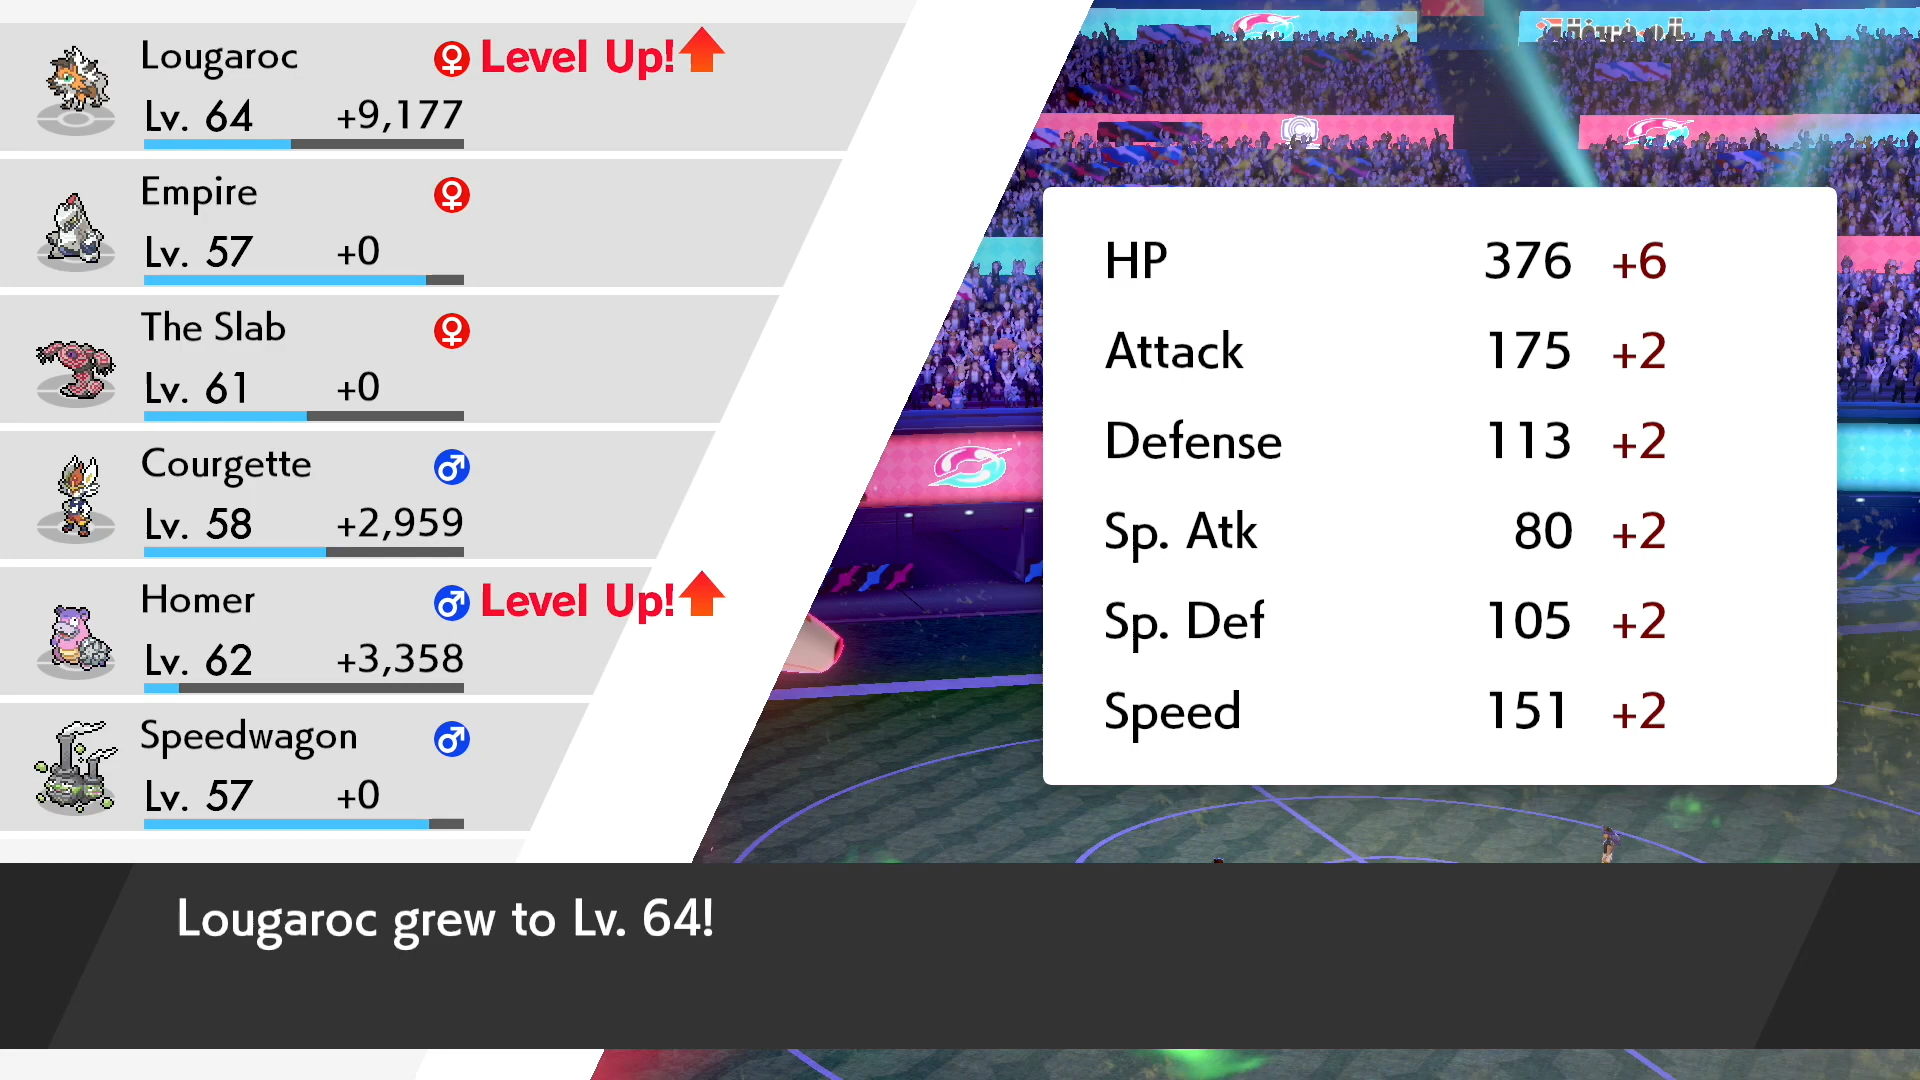 Lougaroc ♀ Level Up!
Lv. 64 +9,177
Empire ♀
Lv. 57 +0
The Slab ♀
Lv. 61 +0
Courgette ♂
Lv. 58 +2,959
Homer ♂ Level Up!
Lv. 62 +3,358
Speedwagon ♂
Lv. 57 +0
HP 376 +6
Attack 175 +2
Defense 113 +2
Sp. Atk 80 +2
Sp. Def 105 +2
Speed 151 +2
Lougaroc grew to Lv. 64!